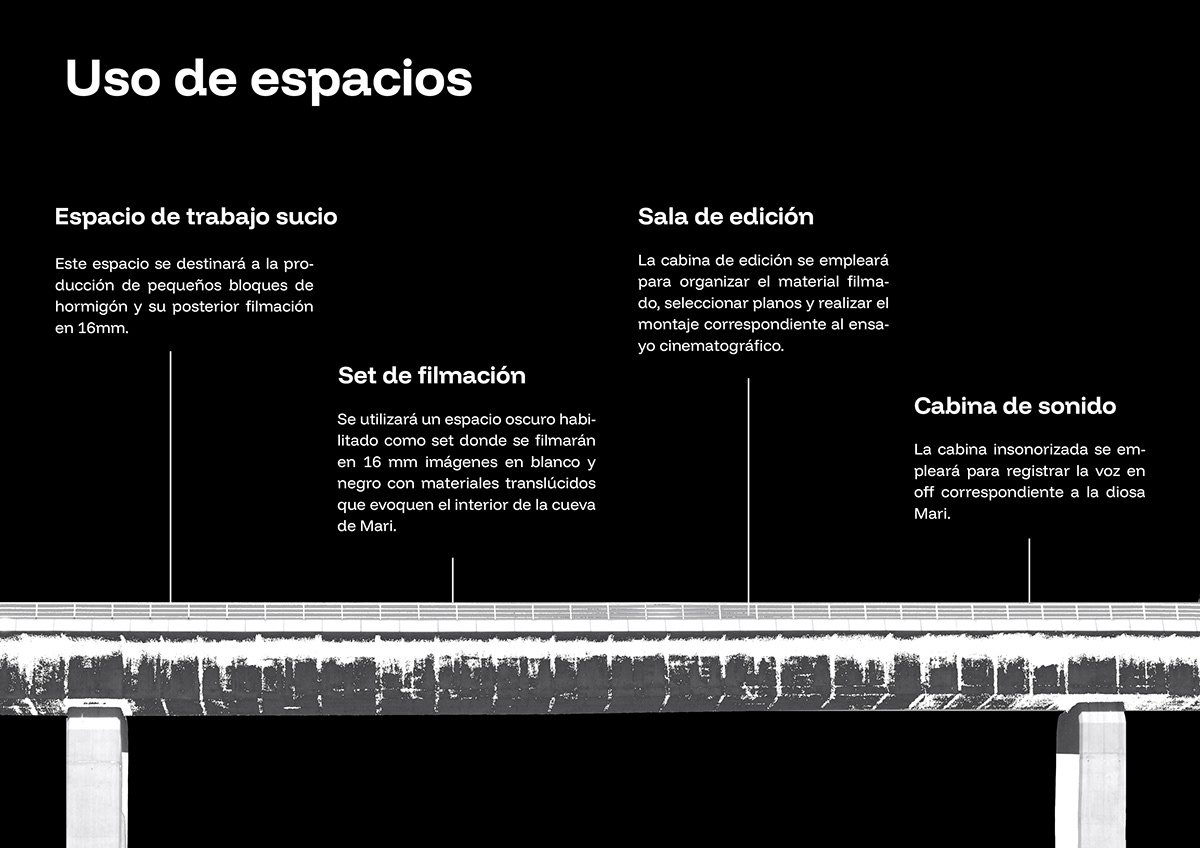 Uso de espacios
Espacio de trabajo sucio
Este espacio se destinará a la pro-
ducción de pequeños bloques de
hormigón y su posterior filmación
en 16mm.
Set de filmación
Se utilizará un espacio oscuro habi-
litado como set donde se filmarán
en 16 mm imágenes en blanco y
negro con materiales translúcidos
que evoquen el interior de la cueva
de Mari.
Sala de edición
La cabina de edición se empleará
para organizar el material filma-
do, seleccionar planos y realizar el
montaje correspondiente al ensa-
yo cinematográfico.
Cabina de sonido
La cabina insonorizada se em-
pleará para registrar la voz en
off correspondiente a la diosa
Mari.